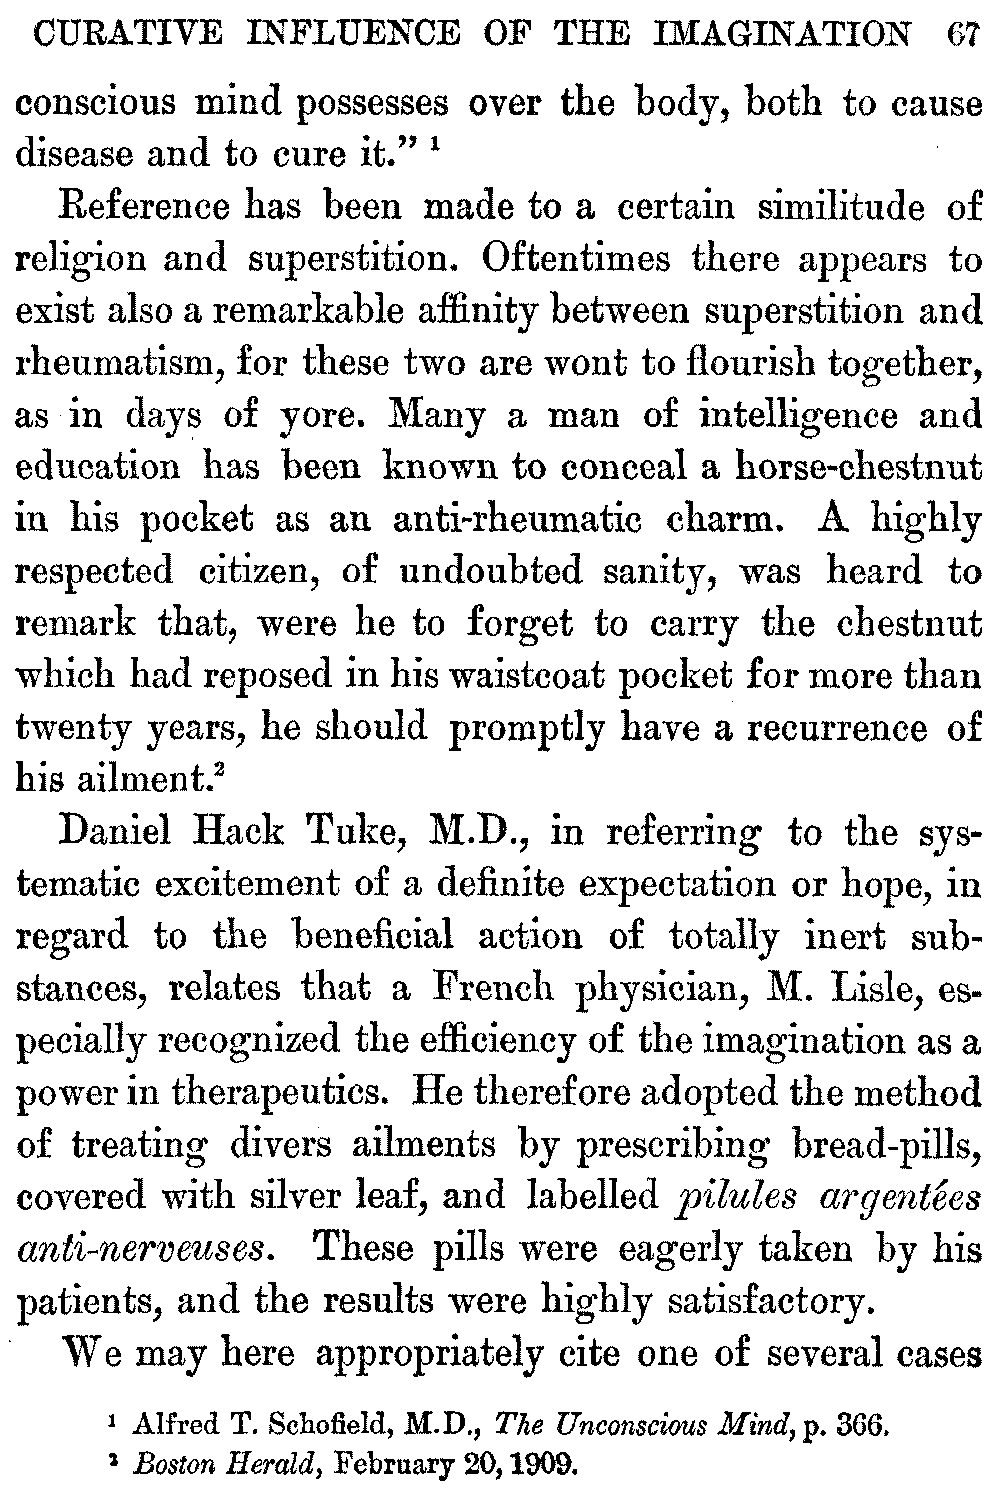 CURATIVE INFLUENCE OF THE IMAGINATION 67
conscious mind possesses over the body, both to cause
disease and to cure it.” ¹
Reference has been made to a certain similitude of
religion and superstition. Oftentimes there appears to
exist also a remarkable affinity between superstition and
rheumatism, for these two are wont to flourish together,
as in days of yore. Many a man of intelligence and
education has been known to conceal a horse-chestnut
in his pocket as an anti-rheumatic charm. A highly
respected citizen, of undoubted sanity, was heard to
remark that, were he to forget to carry the chestnut
which had reposed in his waistcoat pocket for more than
twenty years, he should promptly have a recurrence of
his ailment.²
Daniel Hack Tuke, M.D., in referring to the sys-
tematic excitement of a definite expectation or hope, in
regard to the beneficial action of totally inert sub-
stances, relates that a French physician, M. Lisle, es-
pecially recognized the efficiency of the imagination as a
power in therapeutics. He therefore adopted the method
of treating divers ailments by prescribing bread-pills,
covered with silver leaf, and labelled pilules argentées
anti-nerveuses. These pills were eagerly taken by his
patients, and the results were highly satisfactory.
We may here appropriately cite one of several cases
¹ Alfred T. Schofield, M.D., The Unconscious Mind, p. 366.
² Boston Herald, February 20, 1909.